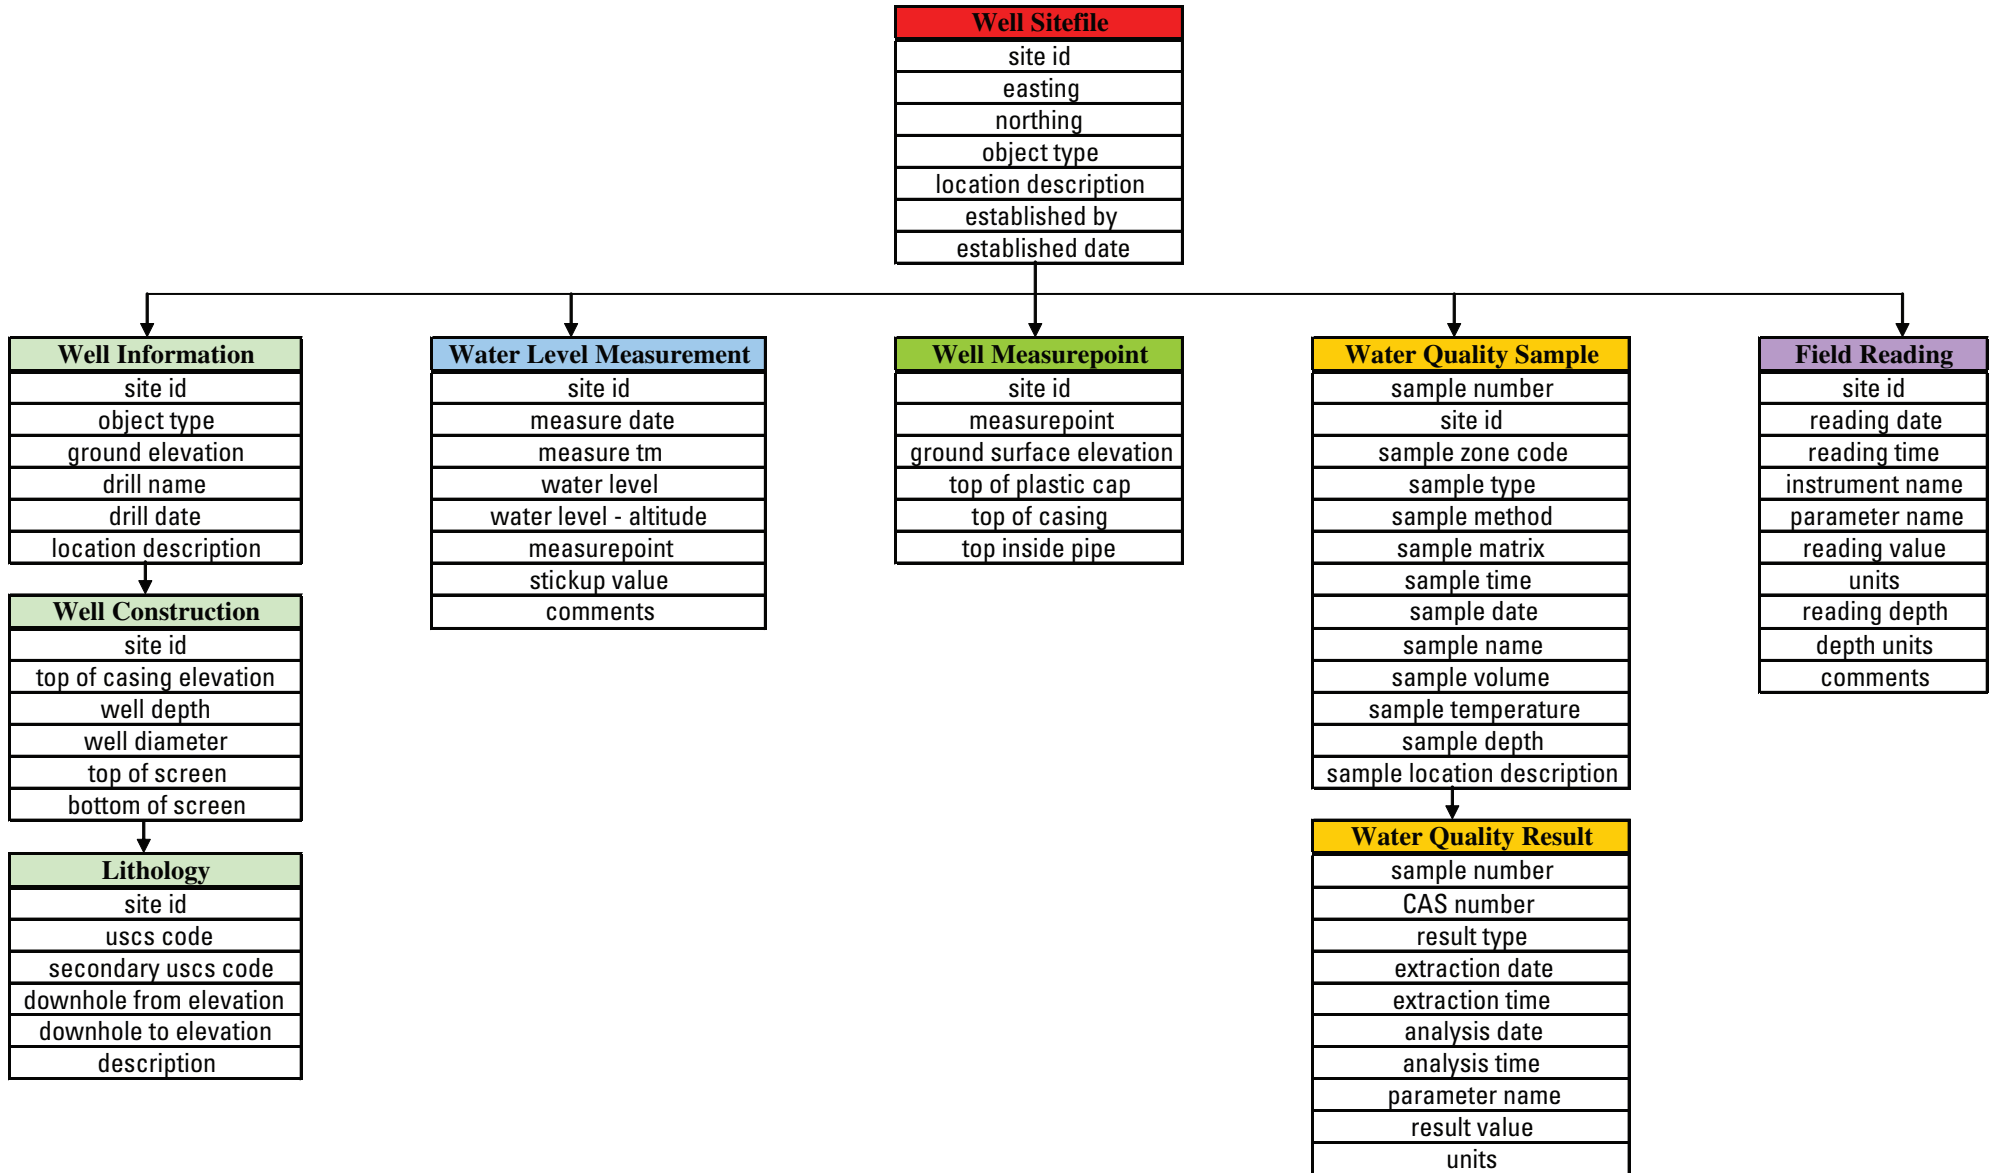 Well Sitefile
site id
easting
northing
object type
location description
established by
established date
Well Information
site id
object type
ground elevation
drill name
drill date
location description
Well Construction
site id
top of casing elevation
well depth
well diameter
top of screen
bottom of screen
Lithology
site id
uscs code
secondary uscs code
downhole from elevation
downhole to elevation
description
Water Level Measurement
site id
measure date
measure tm
water level
water level - altitude
measurepoint
stickup value
comments
Well Measurepoint
site id
measurepoint
ground surface elevation
top of plastic cap
top of casing
top inside pipe
Water Quality Sample
sample number
site id
sample zone code
sample type
sample method
sample matrix
sample time
sample date
sample name
sample volume
sample temperature
sample depth
sample location description
Water Quality Result
sample number
CAS number
result type
extraction date
extraction time
analysis date
analysis time
parameter name
result value
units
Field Reading
site id
reading date
reading time
instrument name
parameter name
reading value
units
reading depth
depth units
comments